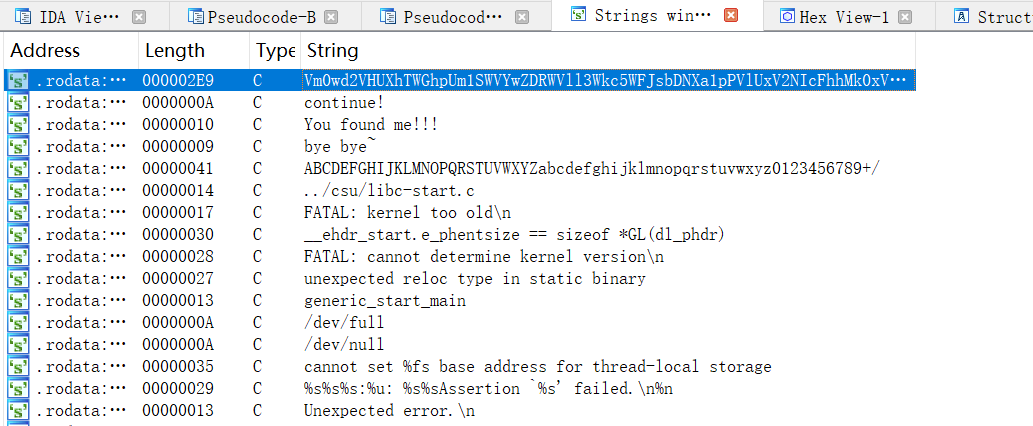 IDA Vie··· Pseudocode-B Pseudocod··· Strings win··· Hex View-1 Struct
Address Length Type String
.rodata:··· 000002E9 C
.rodata:··· 0000000A C continue!
.rodata:··· 00000010 C You found me!!!
.rodata:··· 00000009 C bye bye~
.rodata:··· 00000041 C ABCDEFGHIJKLMNOPQRSTUVWXYZabcdefghijklmnopqrstuvwxyz0123456789+/
.rodata:··· 00000014 C ../csu/libc-start.c
.rodata:··· 00000017 C FATAL: kernel too old\n
.rodata:··· 00000030 C __ehdr_start.e_phentsize == sizeof *GL(dl_phdr)
.rodata:··· 00000028 C FATAL: cannot determine kernel version\n
.rodata:··· 00000027 C unexpected reloc type in static binary
.rodata:··· 00000013 C generic_start_main
.rodata:··· 0000000A C /dev/full
.rodata:··· 0000000A C /dev/null
.rodata:··· 00000035 C cannot set %fs base address for thread-local storage
.rodata:··· 00000029 C %s%s%s:%u: %s%sAssertion `%s' failed.\n%n
.rodata:··· 00000013 C Unexpected error.\n